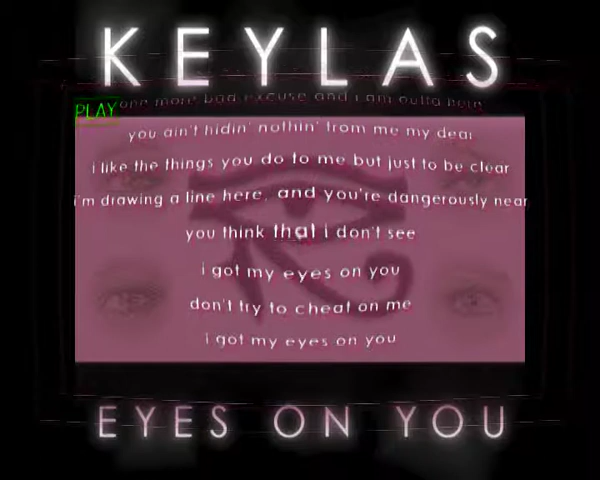 KEYLAS
PLAY
one more bad excuse and i am outta here
you ain't hidin' nothin' from me my dear
i like the things you do to me but just to be clear
i'm drawing a line here, and you're dangerously near
you think that i don't see
i got my eyes on you
don't try to cheat on me
i got my eyes on you
EYES ON YOU